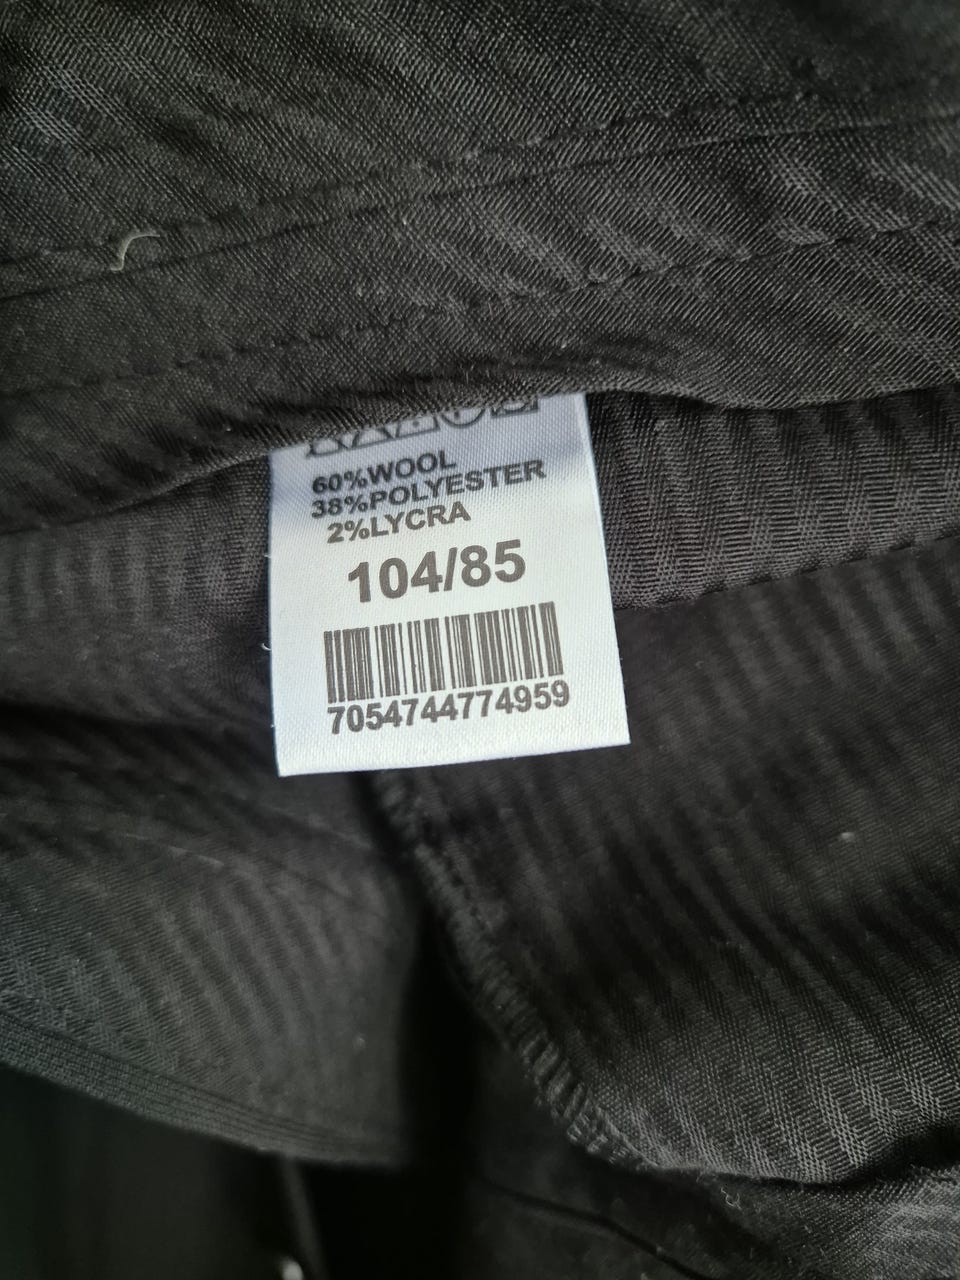 60%WOOL
38%POLYESTER
2%LYCRA
104/85
7054744774959